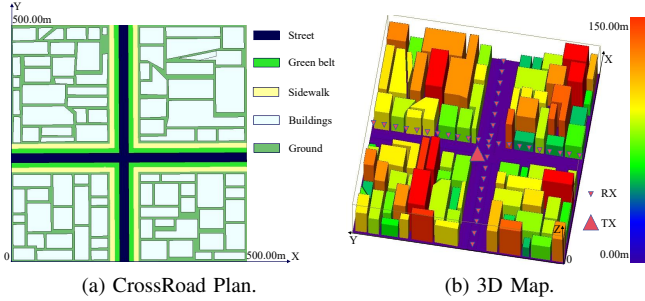 Y
500.00m
Street
Green belt
Sidewalk
Buildings
Ground
0
500.00m
X
(a) CrossRoad Plan.
150.00m
X
RX
TX
Z
0.00m
Y
0
(b) 3D Map.